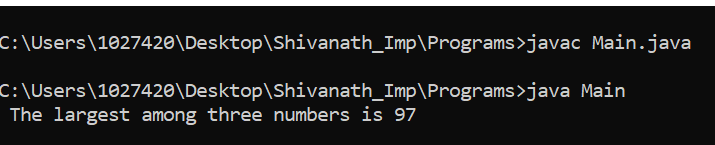 C:\Users\1027420\Desktop\Shivanath_Imp\Programs>javac Main.java
C:\Users\1027420\Desktop\Shivanath_Imp\Programs>java Main
The largest among three numbers is 97